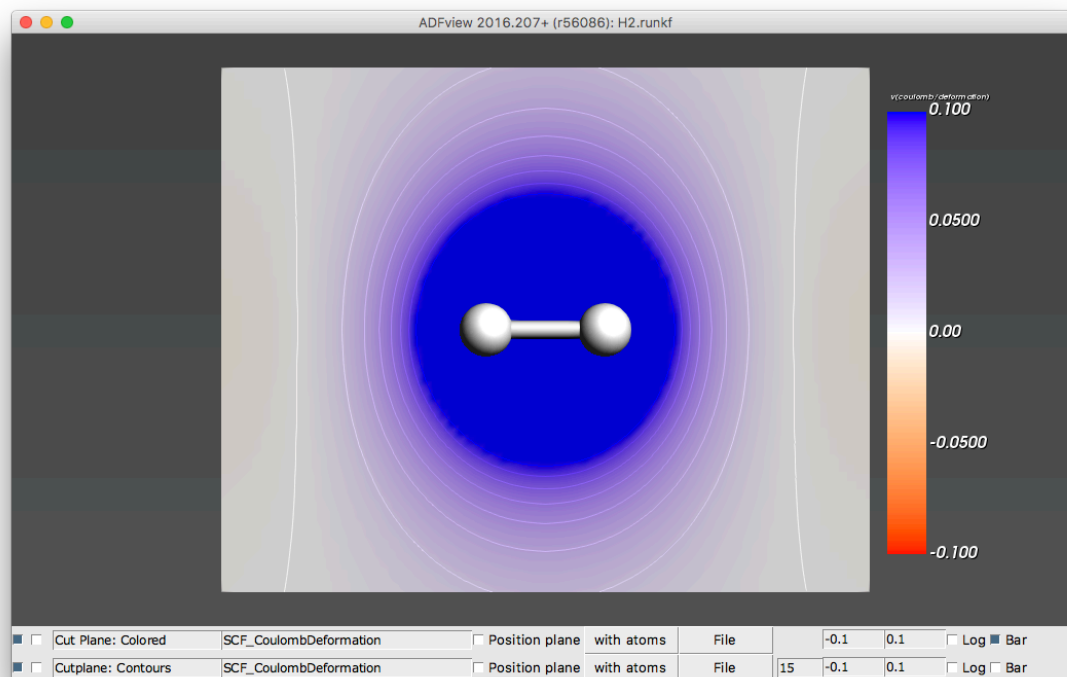 ADFview 2016.207+ (r56086): H2.runkf
v(coulomb/deformation)
0.100
0.0500
0.00
-0.0500
-0.100
Cut Plane: Colored SCF_CoulombDeformation Position plane with atoms File -0.1 0.1 Log Bar
Cutplane: Contours SCF_CoulombDeformation Position plane with atoms File 15 -0.1 0.1 Log Bar